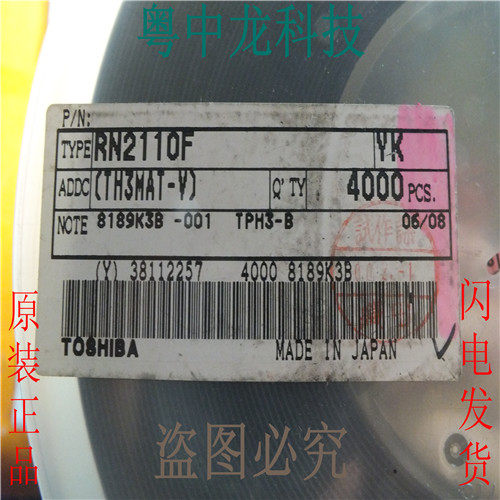 粤中龙科技
P/N:
TYPE RN2110F YK
ADDC (TH3MAT-V) Q'TY 4000 PCS.
NOTE 8189K3B -001 TPH3-B 06/08
(Y) 38112257 4000 8189K3B
TOSHIBA MADE IN JAPAN
原装正品
闪电发货
盗图必究